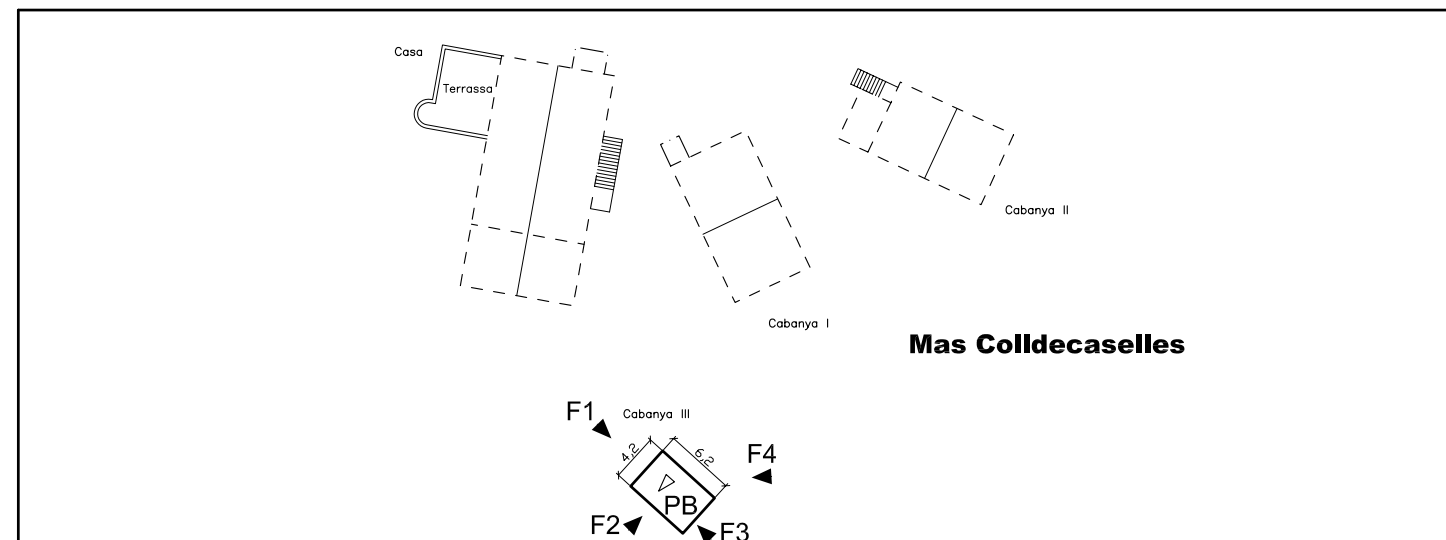 Casa
Terrassa
Cabanya II
Cabanya I
Mas Colldecaselles
F1
Cabanya III
4,2
6,2
F4
PB
F2
F3